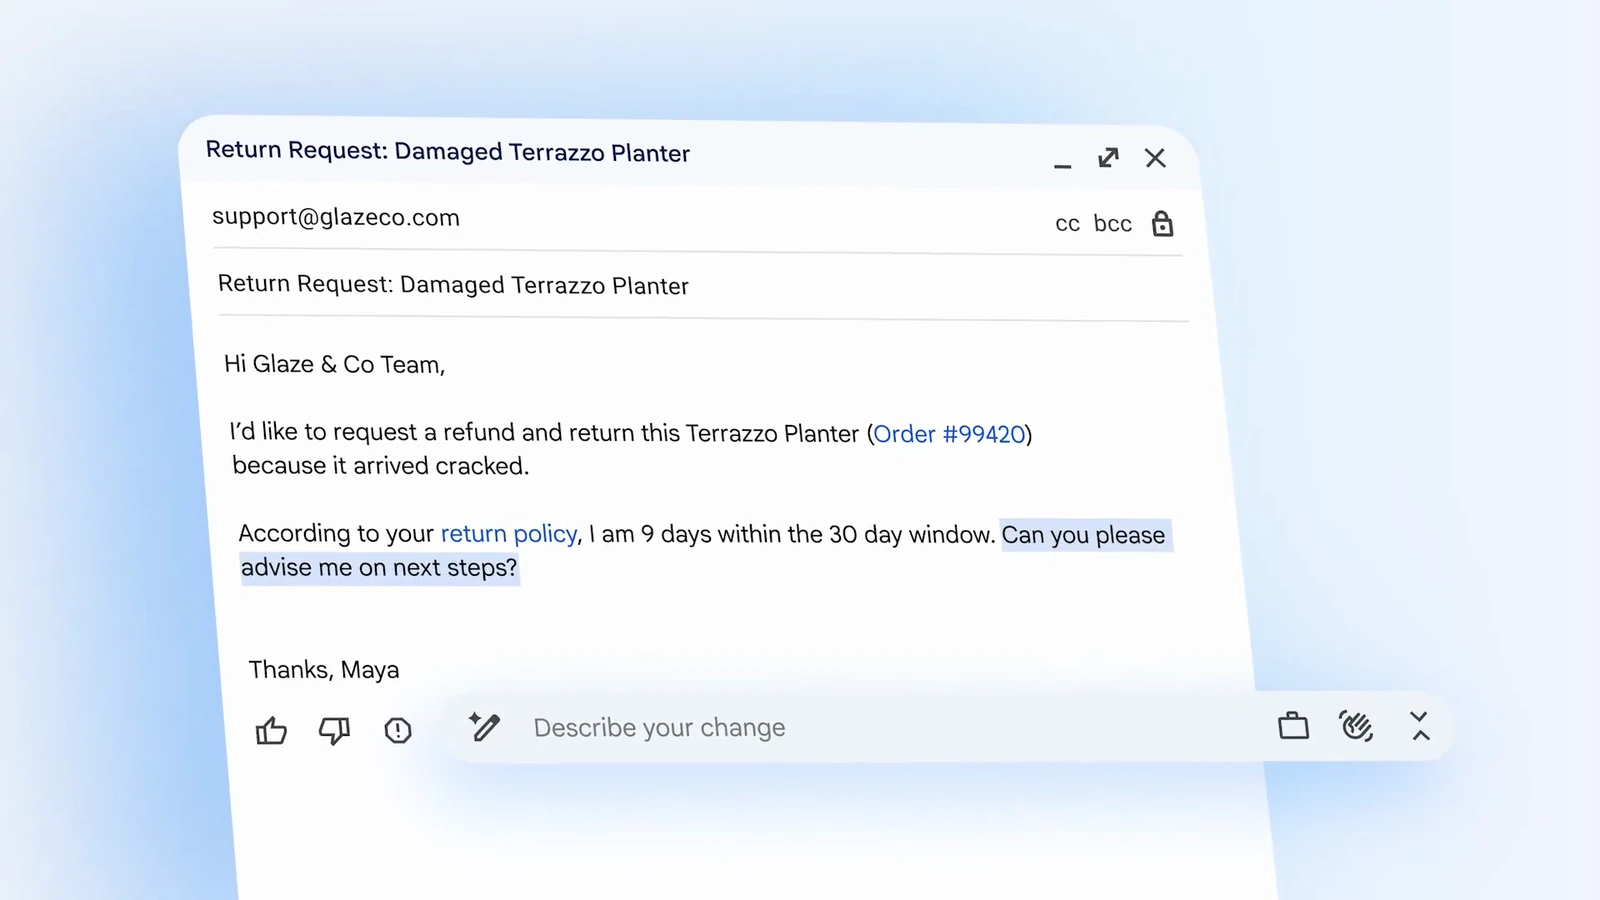 Return Request: Damaged Terrazzo Planter
support@glazeco.com cc bcc
Return Request: Damaged Terrazzo Planter
Hi Glaze & Co Team,
I’d like to request a refund and return this Terrazzo Planter (Order #99420)
because it arrived cracked.
According to your return policy, I am 9 days within the 30 day window. Can you please
advise me on next steps?
Thanks, Maya
Describe your change